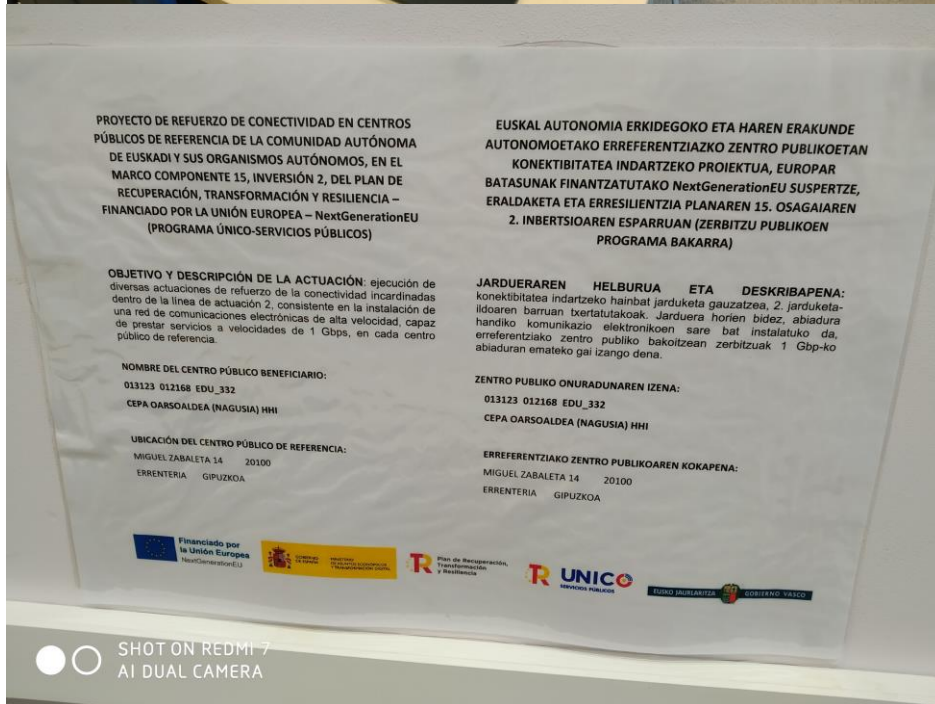 PROYECTO DE REFUERZO DE CONECTIVIDAD EN CENTROS
PÚBLICOS DE REFERENCIA DE LA COMUNIDAD AUTÓNOMA
DE EUSKADI Y SUS ORGANISMOS AUTÓNOMOS, EN EL
MARCO COMPONENTE 15, INVERSIÓN 2, DEL PLAN DE
RECUPERACIÓN, TRANSFORMACIÓN Y RESILIENCIA –
FINANCIADO POR LA UNIÓN EUROPEA – NextGenerationEU
(PROGRAMA ÚNICO-SERVICIOS PÚBLICOS)
OBJETIVO Y DESCRIPCIÓN DE LA ACTUACIÓN: ejecución de
diversas actuaciones de refuerzo de la conectividad incardinadas
dentro de la línea de actuación 2, consistente en la instalación de
una red de comunicaciones electrónicas de alta velocidad, capaz
de prestar servicios a velocidades de 1 Gbps, en cada centro
público de referencia.
NOMBRE DEL CENTRO PÚBLICO BENEFICIARIO:
013123 012168 EDU_332
CEPA OARSOALDEA (NAGUSIA) HHI
UBICACIÓN DEL CENTRO PÚBLICO DE REFERENCIA:
MIGUEL ZABALETA 14 20100
ERRENTERIA GIPUZKOA
EUSKAL AUTONOMIA ERKIDEGOKO ETA HAREN ERAKUNDE
AUTONOMOETAKO ERREFERENTZIAZKO ZENTRO PUBLIKOETAN
KONEKTIBITATEA INDARTZEKO PROIEKTUA, EUROPAR
BATASUNAK FINANTZATUTAKO NextGenerationEU SUSPERTZE,
ERALDAKETA ETA ERRESILIENTZIA PLANAREN 15. OSAGAIAREN
2. INBERTSIOAREN ESPARRUAN (ZERBITZU PUBLIKOEN
PROGRAMA BAKARRA)
JARDUERAREN HELBURUA ETA DESKRIBAPENA:
konektibitatea indartzeko hainbat jarduketa gauzatzea, 2. jarduketa-
ildoaren barruan txertatutakoak. Jarduera horien bidez, abiadura
handiko komunikazio elektronikoen sare bat instalatuko da,
erreferentziako zentro publiko bakoitzean zerbitzuak 1 Gbp-ko
abiaduran emateko gai izango dena.
ZENTRO PUBLIKO ONURADUNAREN IZENA:
013123 012168 EDU_332
CEPA OARSOALDEA (NAGUSIA) HHI
ERREFERENTZIAKO ZENTRO PUBLIKOAREN KOKAPENA:
MIGUEL ZABALETA 14 20100
ERRENTERIA GIPUZKOA
Financiado por
la Unión Europea
NextGenerationEU
GOBIERNO
DE ESPAÑA
TR Plan de Recuperación,
Transformación
y Resiliencia
TR UNICO
SERVICIOS PÚBLICOS
EUSKO JAURLARITZA GOBIERNO VASCO
SHOT ON REDMI 7
AI DUAL CAMERA